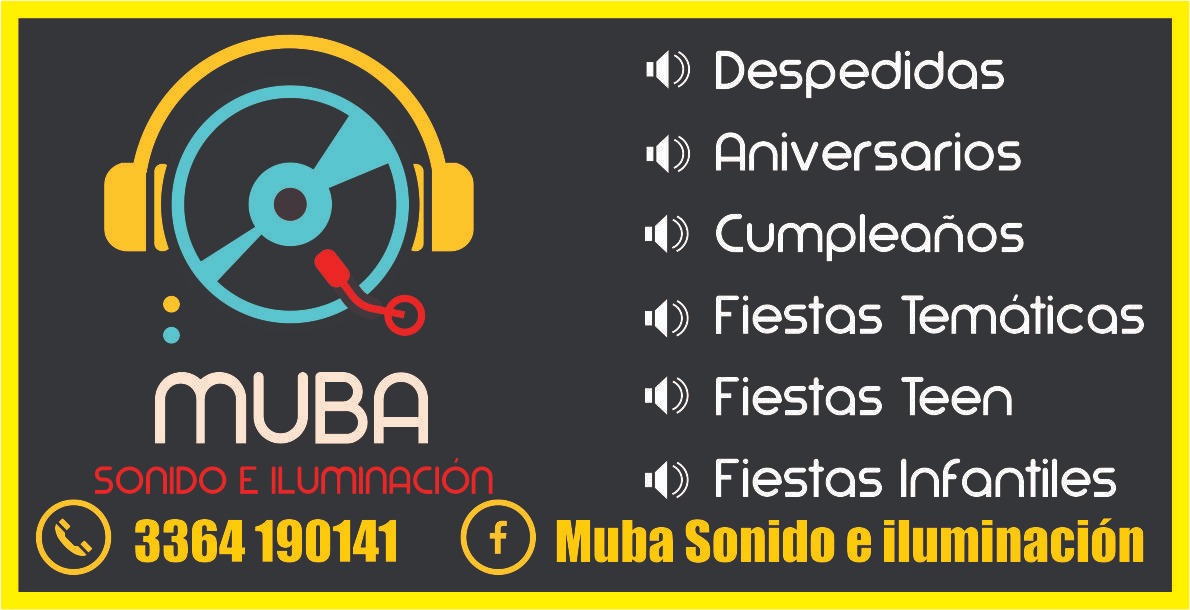 MUBA
SONIDO E ILUMINACIÓN
Despedidas
Aniversarios
Cumpleaños
Fiestas Temáticas
Fiestas Teen
Fiestas Infantiles
3364 190141
f Muba Sonido e iluminación